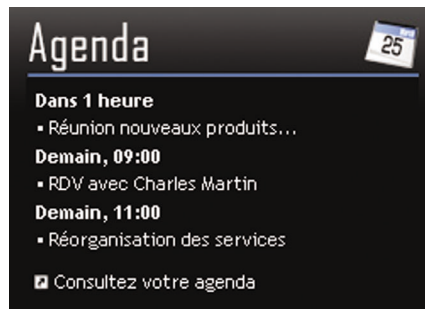 Agenda
25
Dans 1 heure
▪ Réunion nouveaux produits...
Demain, 09:00
▪ RDV avec Charles Martin
Demain, 11:00
▪ Réorganisation des services
Consultez votre agenda